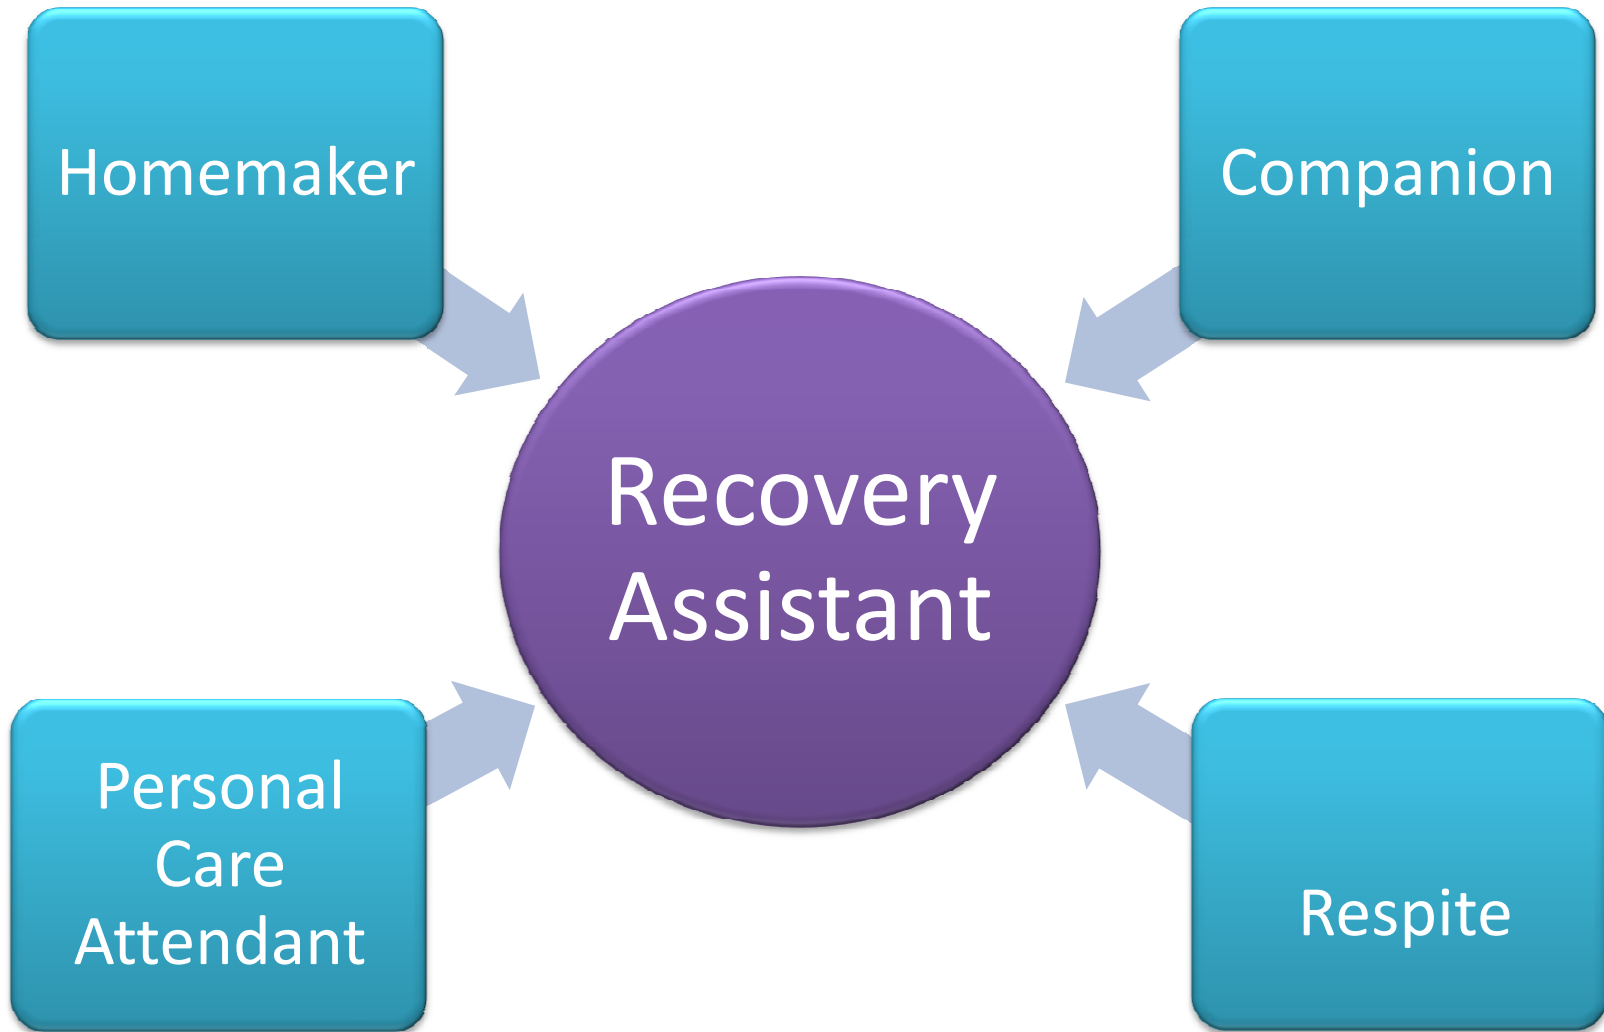 Homemaker
Companion
Recovery
Assistant
Personal
Care
Attendant
Respite